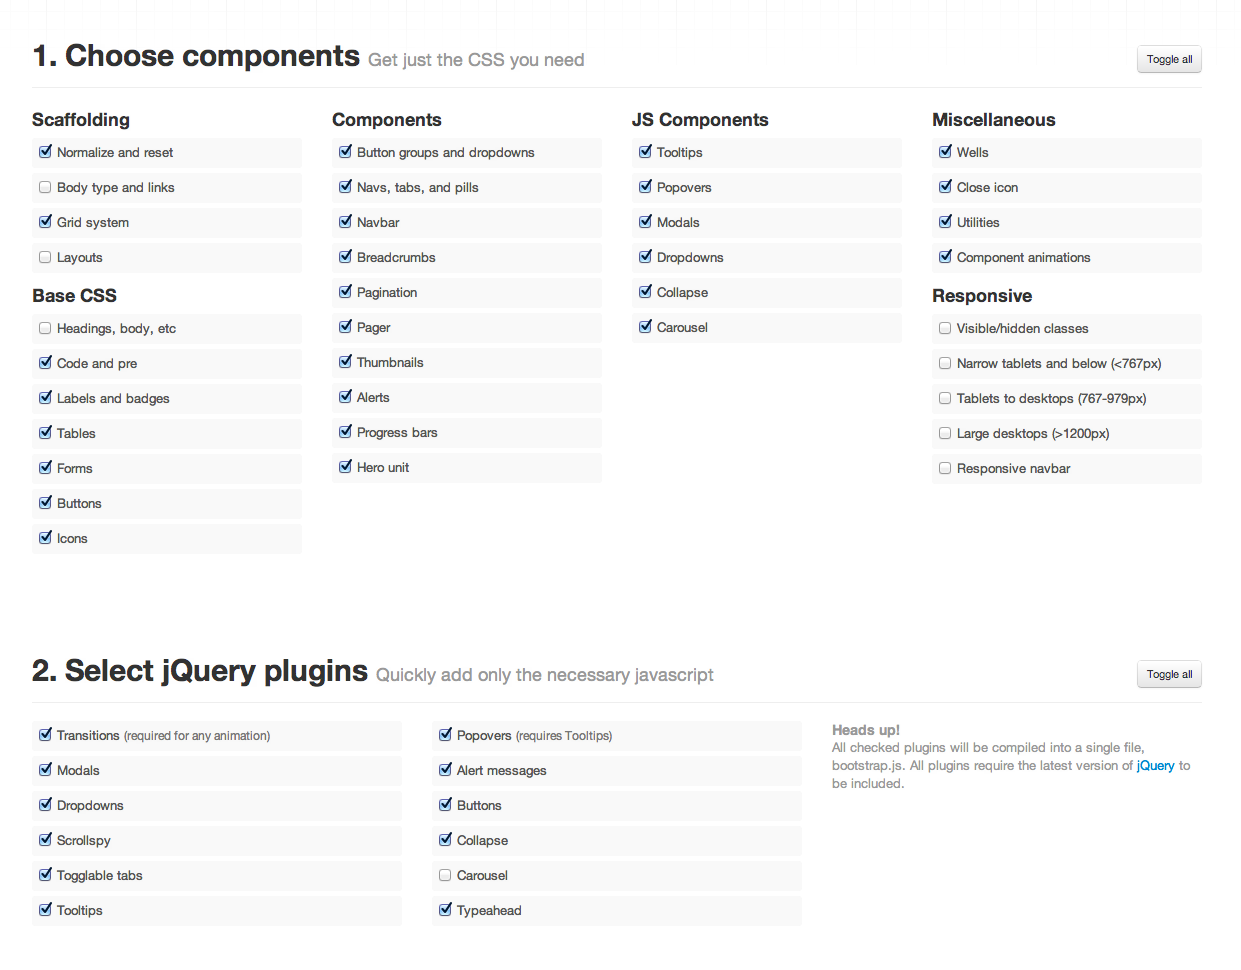 1. Choose components Get just the CSS you need
Toggle all
Scaffolding
Normalize and reset
Body type and links
Grid system
Layouts
Base CSS
Headings, body, etc
Code and pre
Labels and badges
Tables
Forms
Buttons
Icons
Components
Button groups and dropdowns
Navs, tabs, and pills
Navbar
Breadcrumbs
Pagination
Pager
Thumbnails
Alerts
Progress bars
Hero unit
JS Components
Tooltips
Popovers
Modals
Dropdowns
Collapse
Carousel
Miscellaneous
Wells
Close icon
Utilities
Component animations
Responsive
Visible/hidden classes
Narrow tablets and below (<767px)
Tablets to desktops (767-979px)
Large desktops (>1200px)
Responsive navbar
2. Select jQuery plugins Quickly add only the necessary javascript
Toggle all
Transitions (required for any animation)
Modals
Dropdowns
Scrollspy
Togglable tabs
Tooltips
Popovers (requires Tooltips)
Alert messages
Buttons
Collapse
Carousel
Typeahead
Heads up!
All checked plugins will be compiled into a single file,
bootstrap.js. All plugins require the latest version of jQuery to
be included.